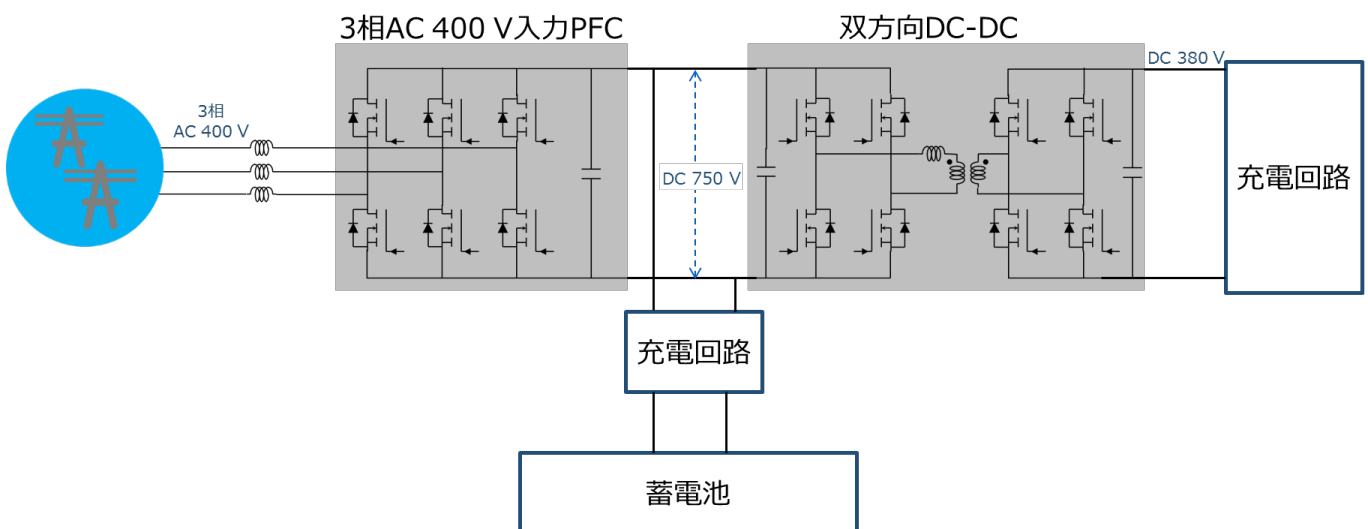 3相AC 400 V入力PFC
双方向DC-DC
3相
AC 400 V
DC 750 V
DC 380 V
充電回路
充電回路
蓄電池